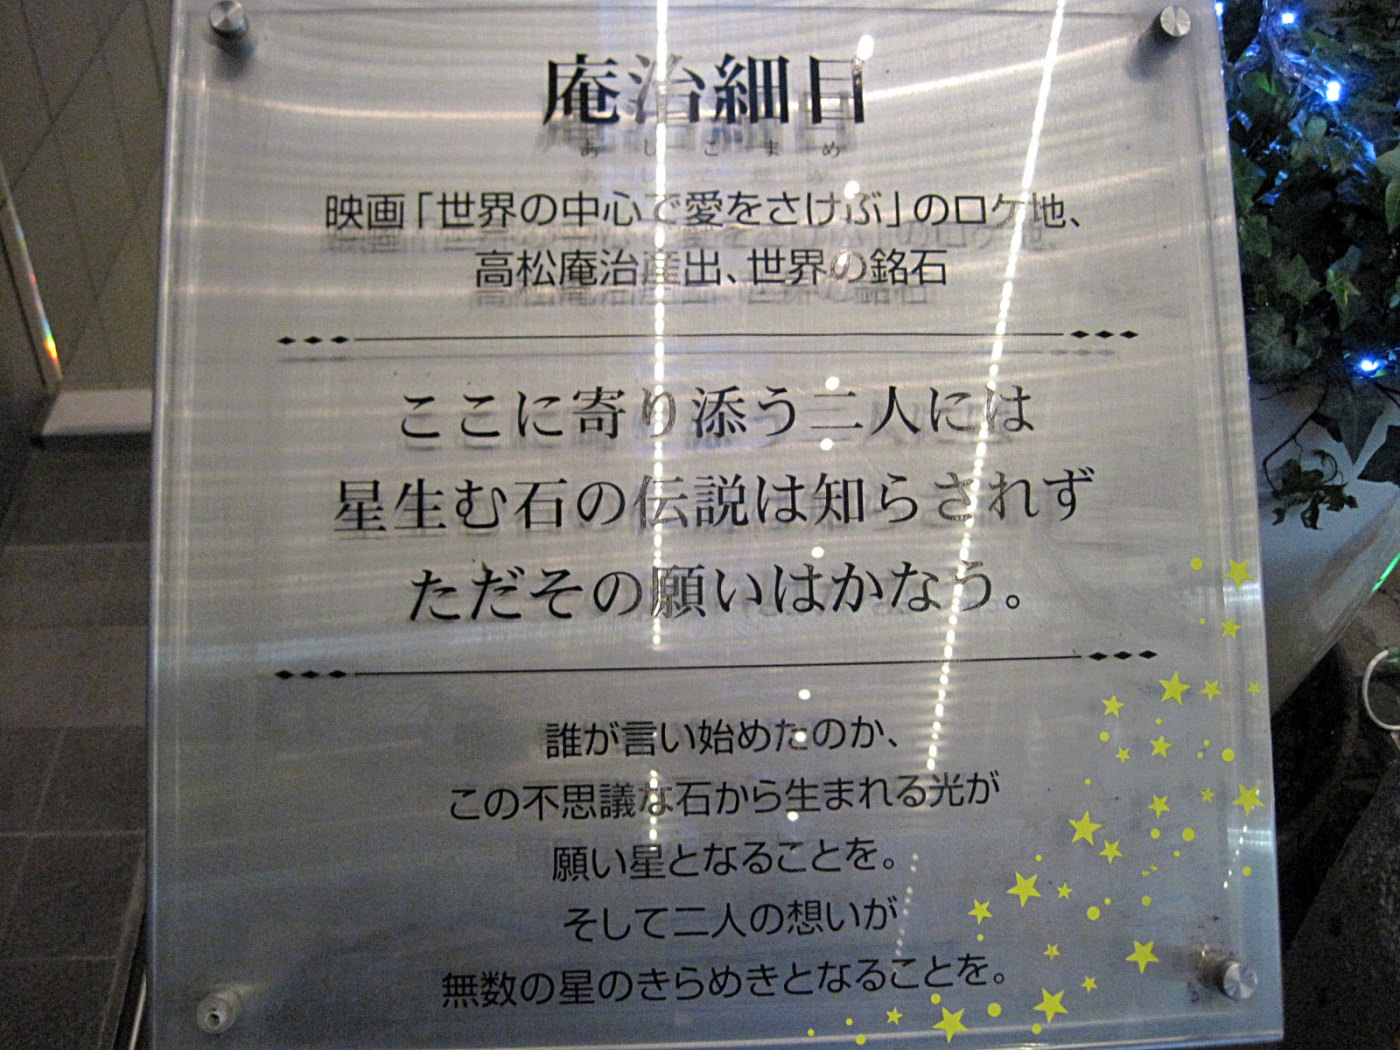 庵治細目
あじこまめ
映画「世界の中心で愛をさけぶ」のロケ地、
高松庵治産出、世界の銘石
ここに寄り添う二人には
星生む石の伝説は知らされず
ただその願いはかなう。
誰が言い始めたのか、
この不思議な石から生まれる光が
願い星となることを。
そして二人の想いが
無数の星のきらめきとなることを。